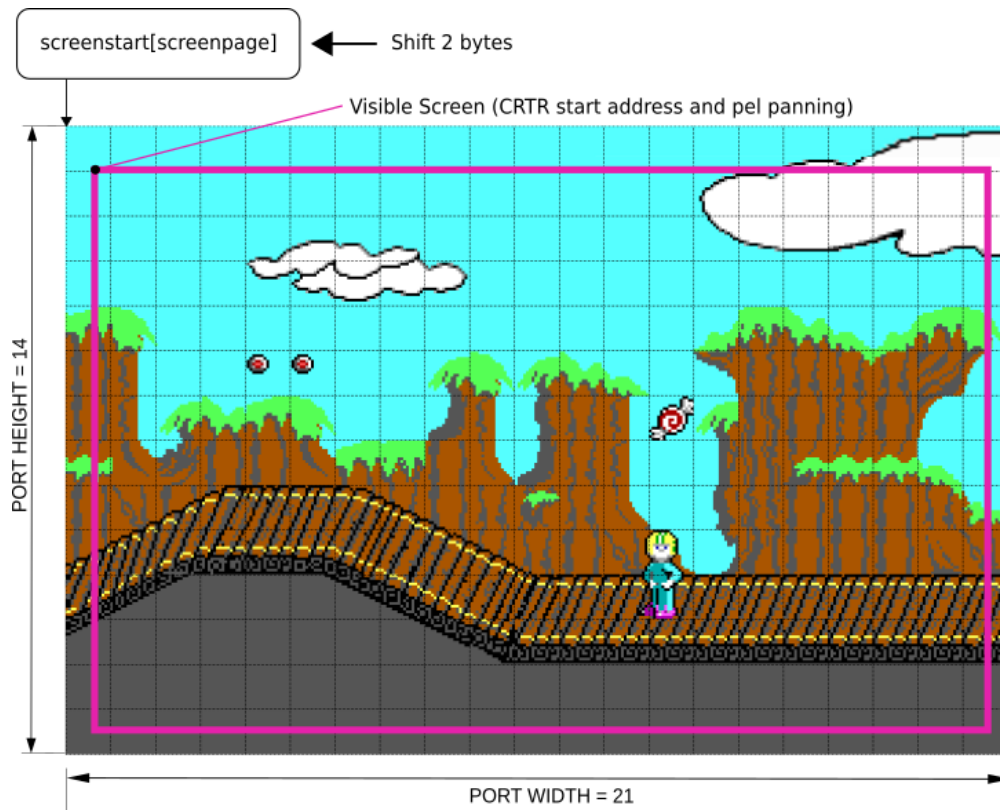 screenstart[screenpage]
Shift 2 bytes
Visible Screen (CRTR start address and pel panning)
PORT HEIGHT = 14
PORT WIDTH = 21